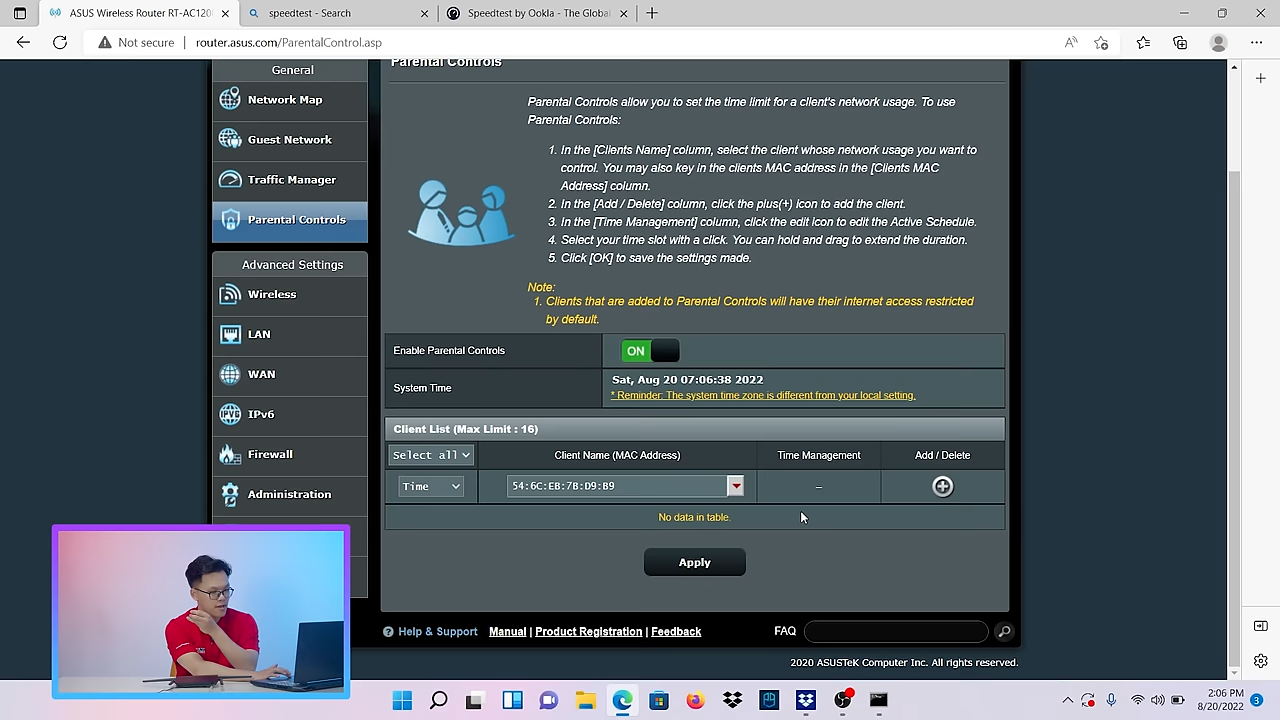 ASUS Wireless Router RT-AC120
speedtest - Search
Speedtest by Ookla - The Global
Not secure
router.asus.com/ParentalControl.asp
General
Network Map
Guest Network
Traffic Manager
Parental Controls
Advanced Settings
Wireless
LAN
WAN
IPv6
Firewall
Administration
Parental Controls
Parental Controls allow you to set the time limit for a client's network usage. To use
Parental Controls:
1. In the [Clients Name] column, select the client whose network usage you want to
control. You may also key in the clients MAC address in the [Clients MAC
Address] column.
2. In the [Add / Delete] column, click the plus(+) icon to add the client.
3. In the [Time Management] column, click the edit icon to edit the Active Schedule.
4. Select your time slot with a click. You can hold and drag to extend the duration.
5. Click [OK] to save the settings made.
Note:
1. Clients that are added to Parental Controls will have their internet access restricted
by default.
Enable Parental Controls
ON
System Time
Sat, Aug 20 07:06:38 2022
* Reminder: The system time zone is different from your local setting.
Client List (Max Limit : 16)
Select all
Client Name (MAC Address)
Time Management
Add / Delete
Time
54:6C:EB:7B:D9:B9
–
No data in table.
Apply
Help & Support
Manual | Product Registration | Feedback
FAQ
2020 ASUSTeK Computer Inc. All rights reserved.
2:06 PM
8/20/2022
3